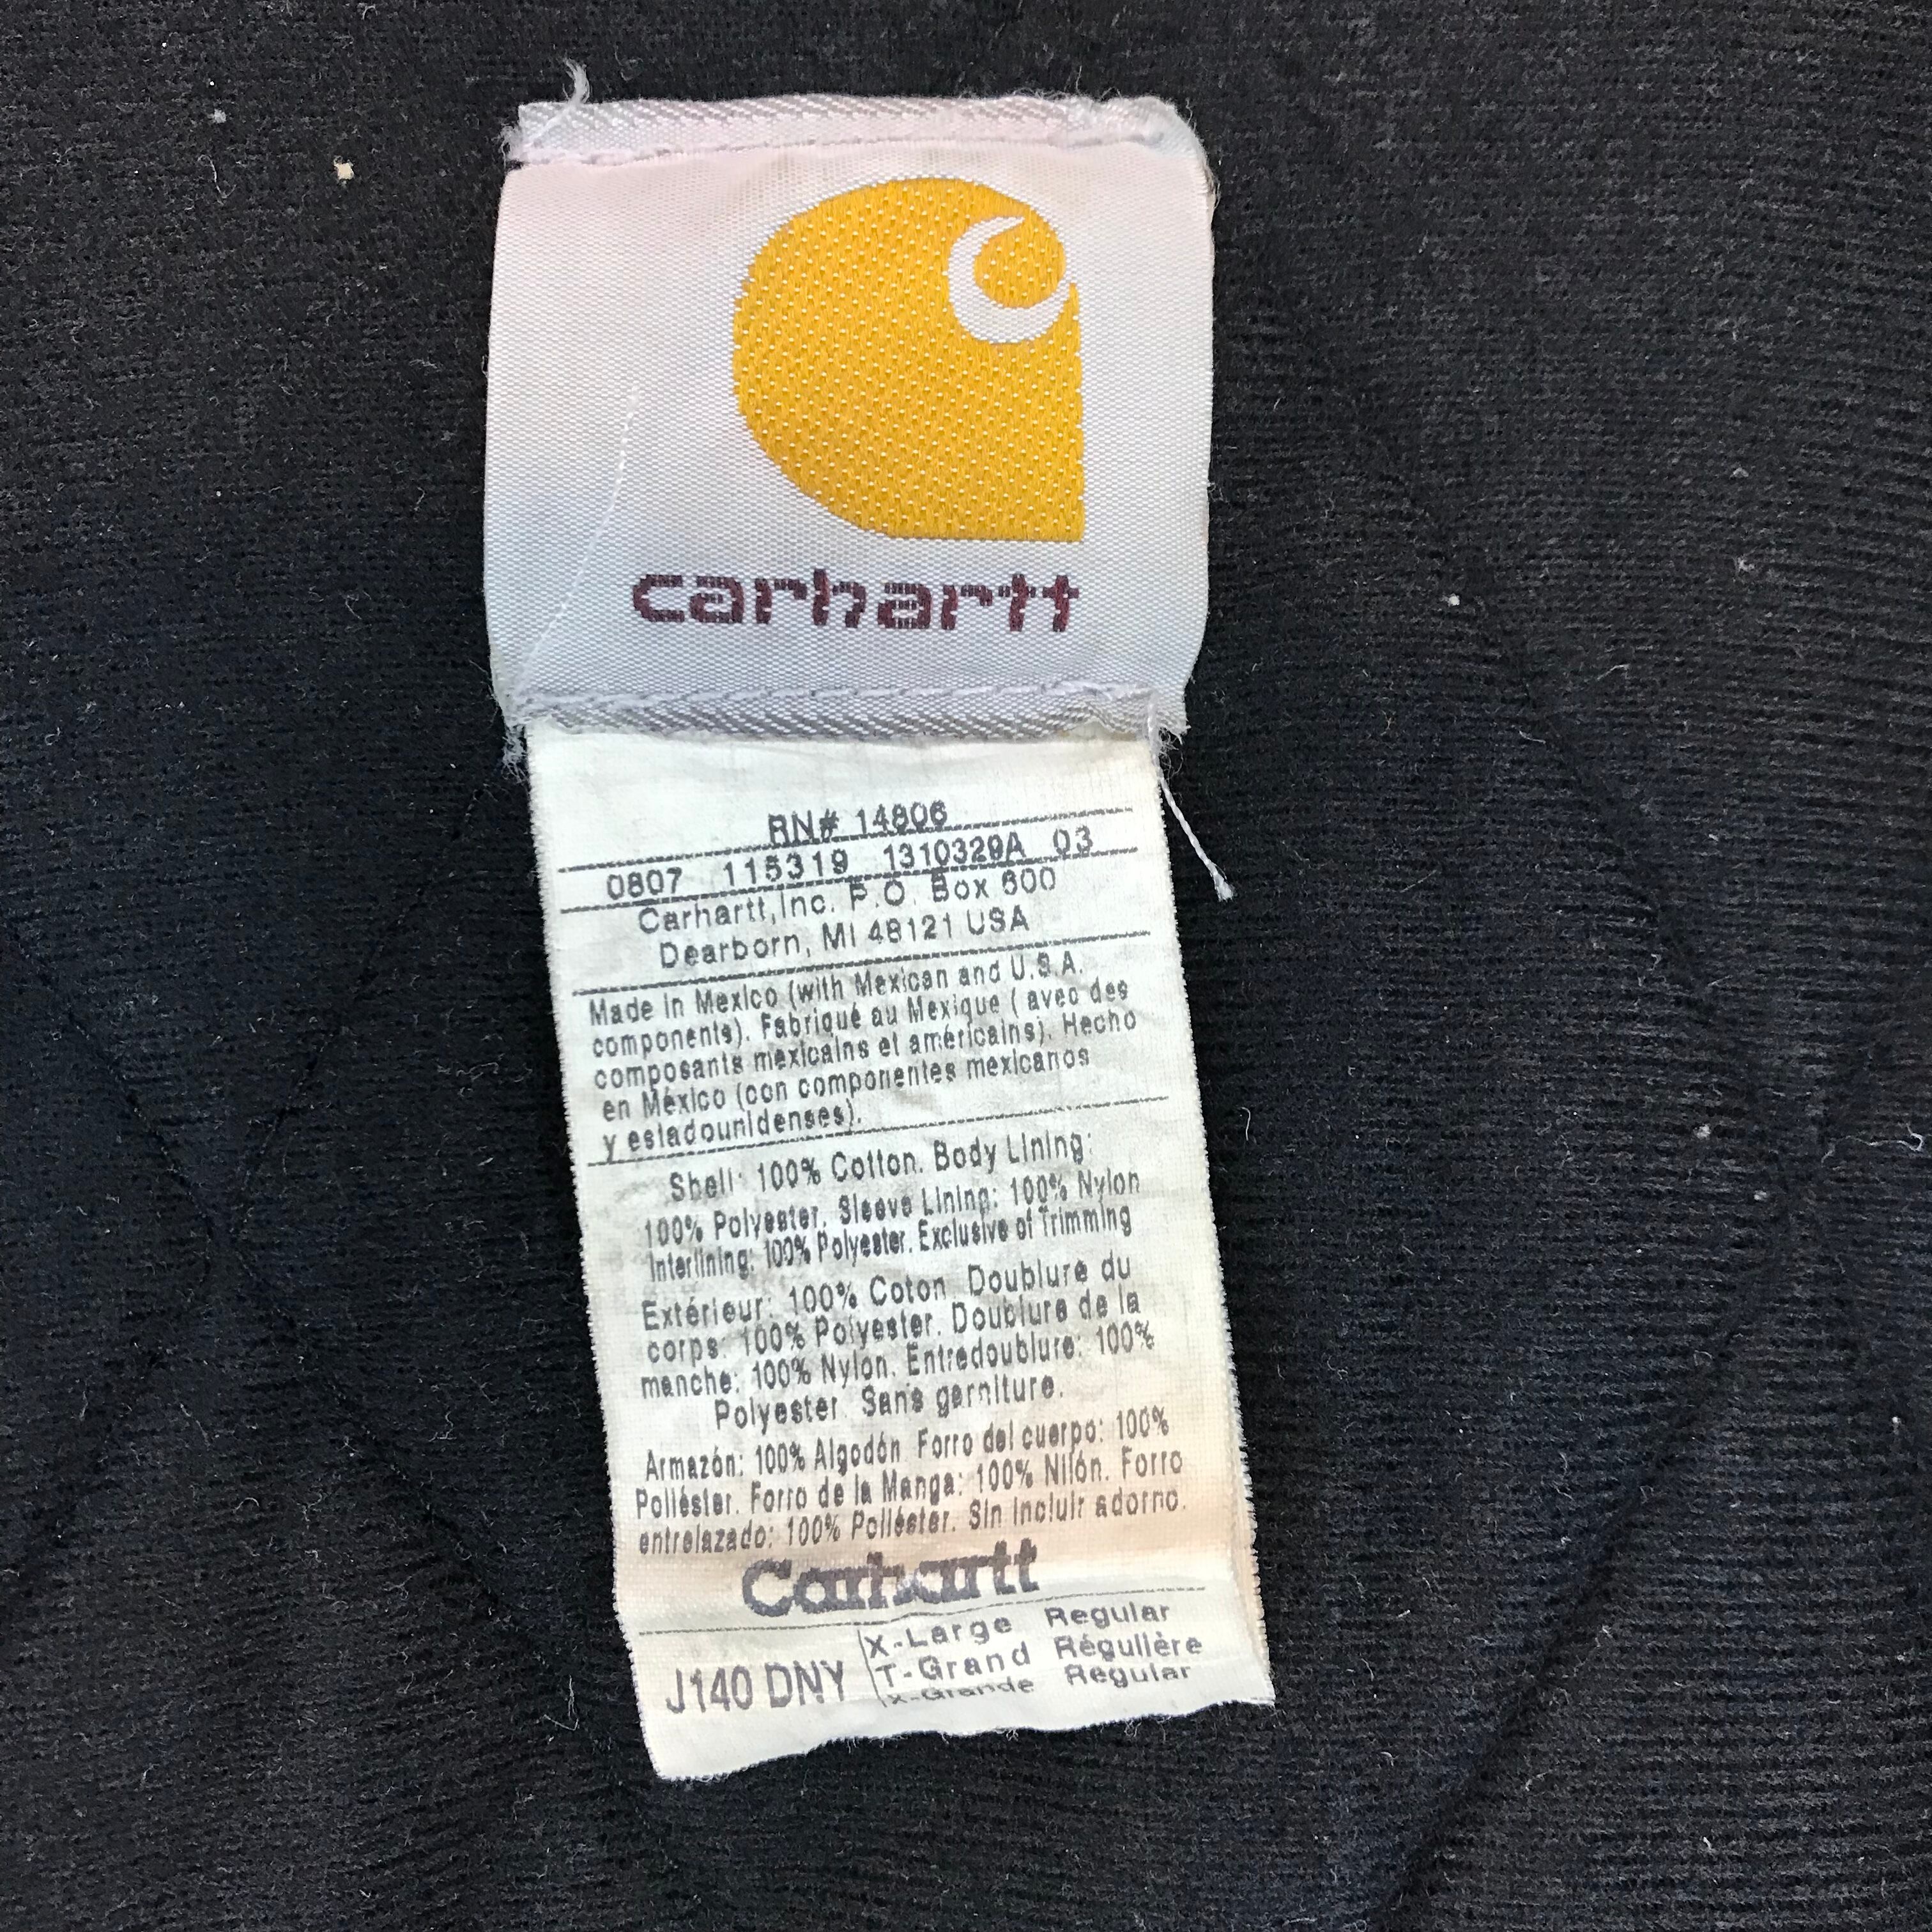 carhartt
RN# 14806
0807 115319 1310329A 03
Carhartt,Inc. P.O. Box 600
Dearborn, MI 48121 USA
Made in Mexico (with Mexican and U.S.A.
components). Fabriqué au Mexique ( avec des
composants mexicains et américains). Hecho
en México (con componentes mexicanos
y estadounidenses).
Shell: 100% Cotton. Body Lining:
100% Polyester. Sleeve Lining: 100% Nylon
Interlining: 100% Polyester. Exclusive of Trimming
Extérieur: 100% Coton. Doublure du
corps: 100% Polyester. Doublure de la
manche: 100% Nylon. Entredoublure: 100%
Polyester. Sans garniture.
Armazón: 100% Algodón Forro del cuerpo: 100%
Poliéster. Forro de la Manga: 100% Nilón. Forro
entrelazado: 100% Poliéster. Sin incluir adorno.
Carhartt
J140 DNY
X-Large Regular
T-Grand Régulière
X-Grande Regular